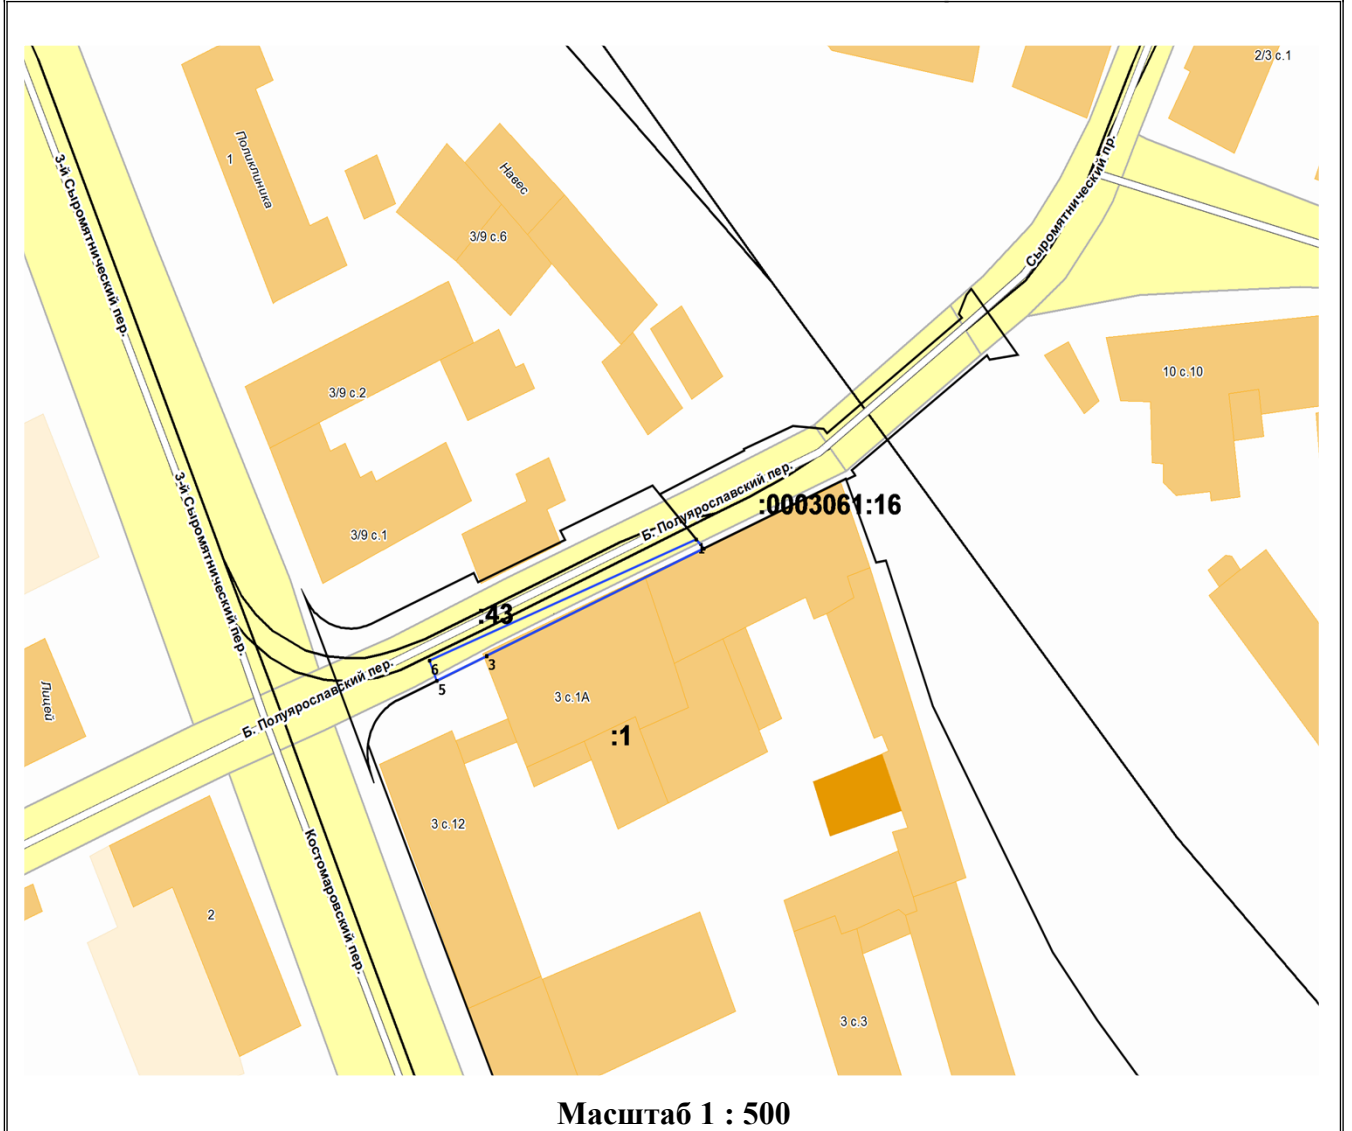 2/3 с.1
3-й Сыромятнический пер.
1
Поликлиника
Навес
3/9 с.6
Сыромятнический пр.
3/9 с.2
10 с.10
3-й Сыромятнический пер.
3/9 с.1
Б. Полуярославский пер.
:0003061:16
:43
6
3
5
Б. Полуярославский пер.
Лицей
3 с.1А
:1
3 с.12
Костомаровский пер.
2
3 с.3
Масштаб 1 : 500